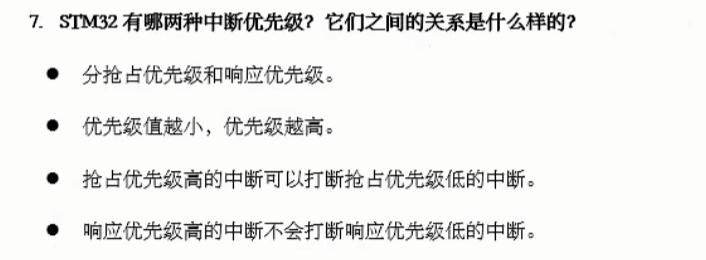 7. STM32 有哪两种中断优先级？它们之间的关系是什么样的？
● 分抢占优先级和响应优先级。
● 优先级值越小，优先级越高。
● 抢占优先级高的中断可以打断抢占优先级低的中断。
● 响应优先级高的中断不会打断响应优先级低的中断。